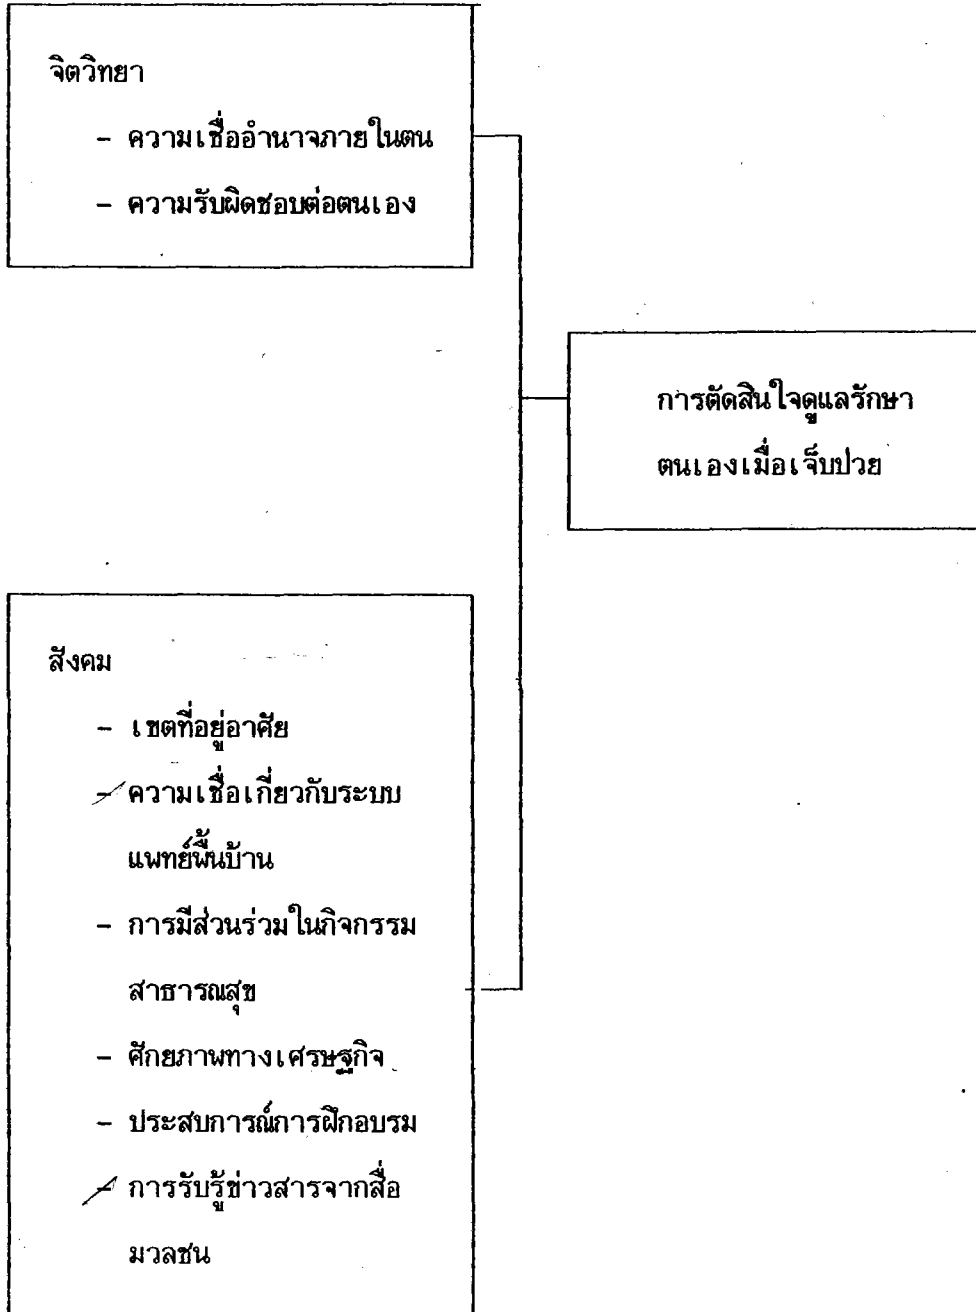 จิตวิทยา
- ความเชื่ออำนาจภายในตน
- ความรับผิดชอบต่อตนเอง
การตัดสินใจดูแลรักษา
ตนเองเมื่อเจ็บป่วย
สังคม
- เขตที่อยู่อาศัย
- ความเชื่อเกี่ยวกับระบบ
แพทย์พื้นบ้าน
- การมีส่วนร่วมในกิจกรรม
สาธารณสุข
- ศักยภาพทางเศรษฐกิจ
- ประสบการณ์การฝึกอบรม
- การรับรู้ข่าวสารจากสื่อ
มวลชน